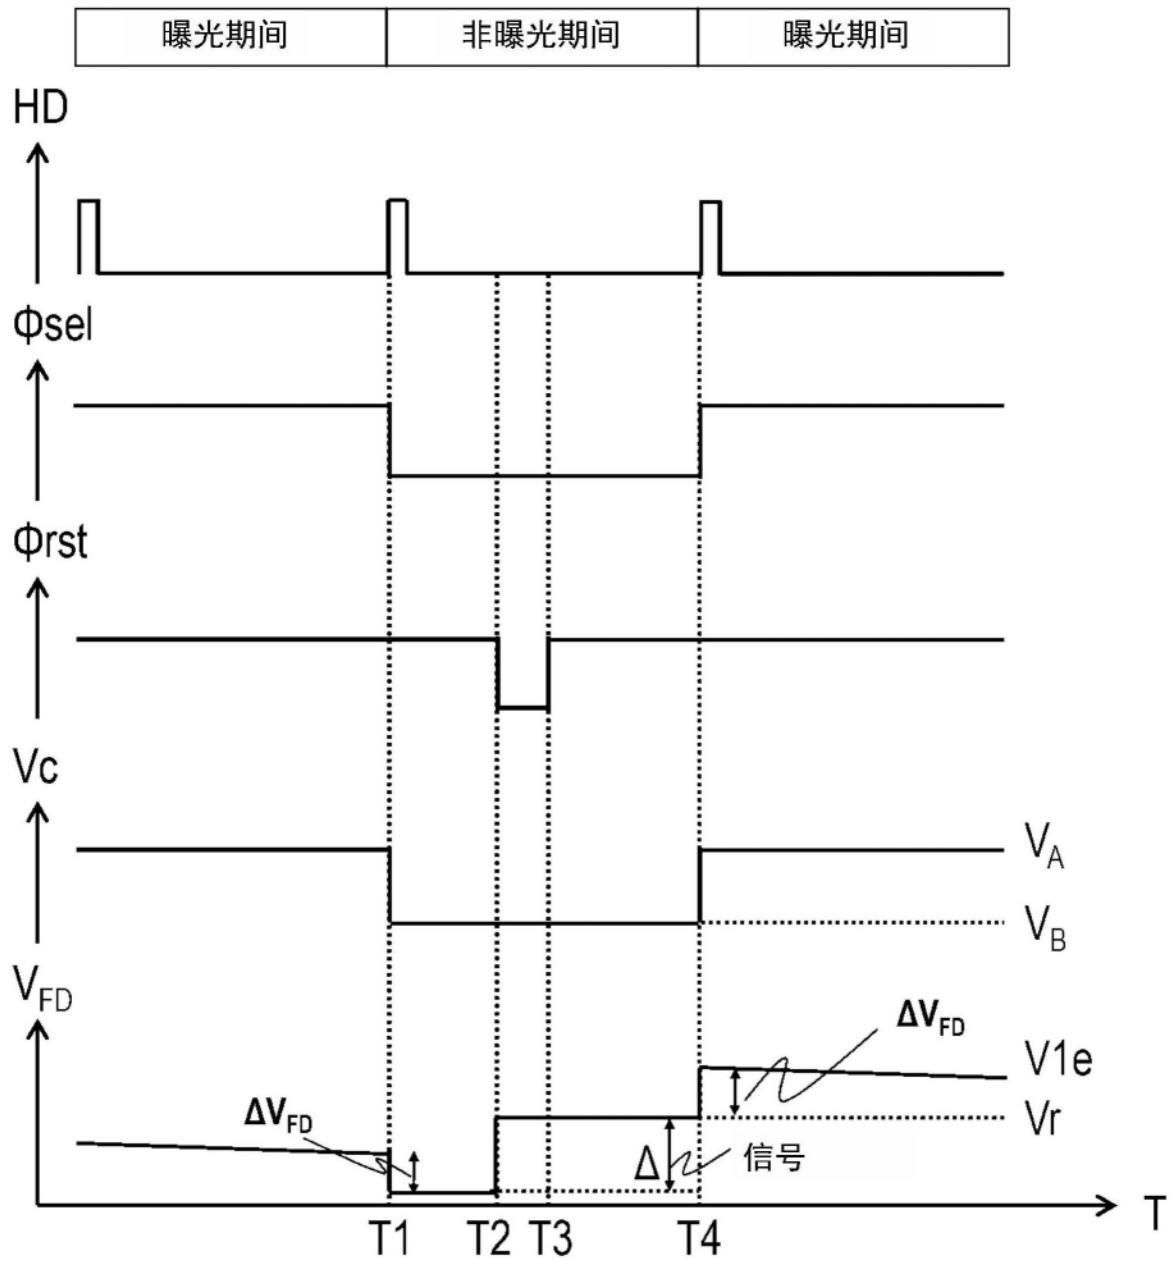 曝光期间 非曝光期间 曝光期间
HD
Φsel
Φrst
Vc
VA
VB
VFD
ΔVFD
V1e
ΔVFD
Vr
Δ 信号
T
T1 T2 T3 T4